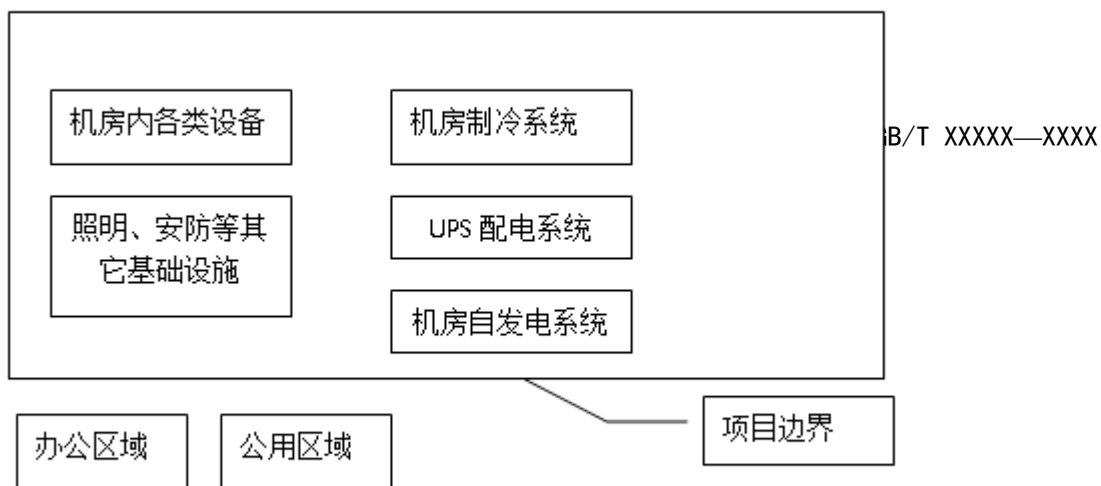 机房内各类设备
机房制冷系统
GB/T XXXXX—XXXX
照明、安防等其
它基础设施
UPS 配电系统
机房自发电系统
项目边界
办公区域
公用区域